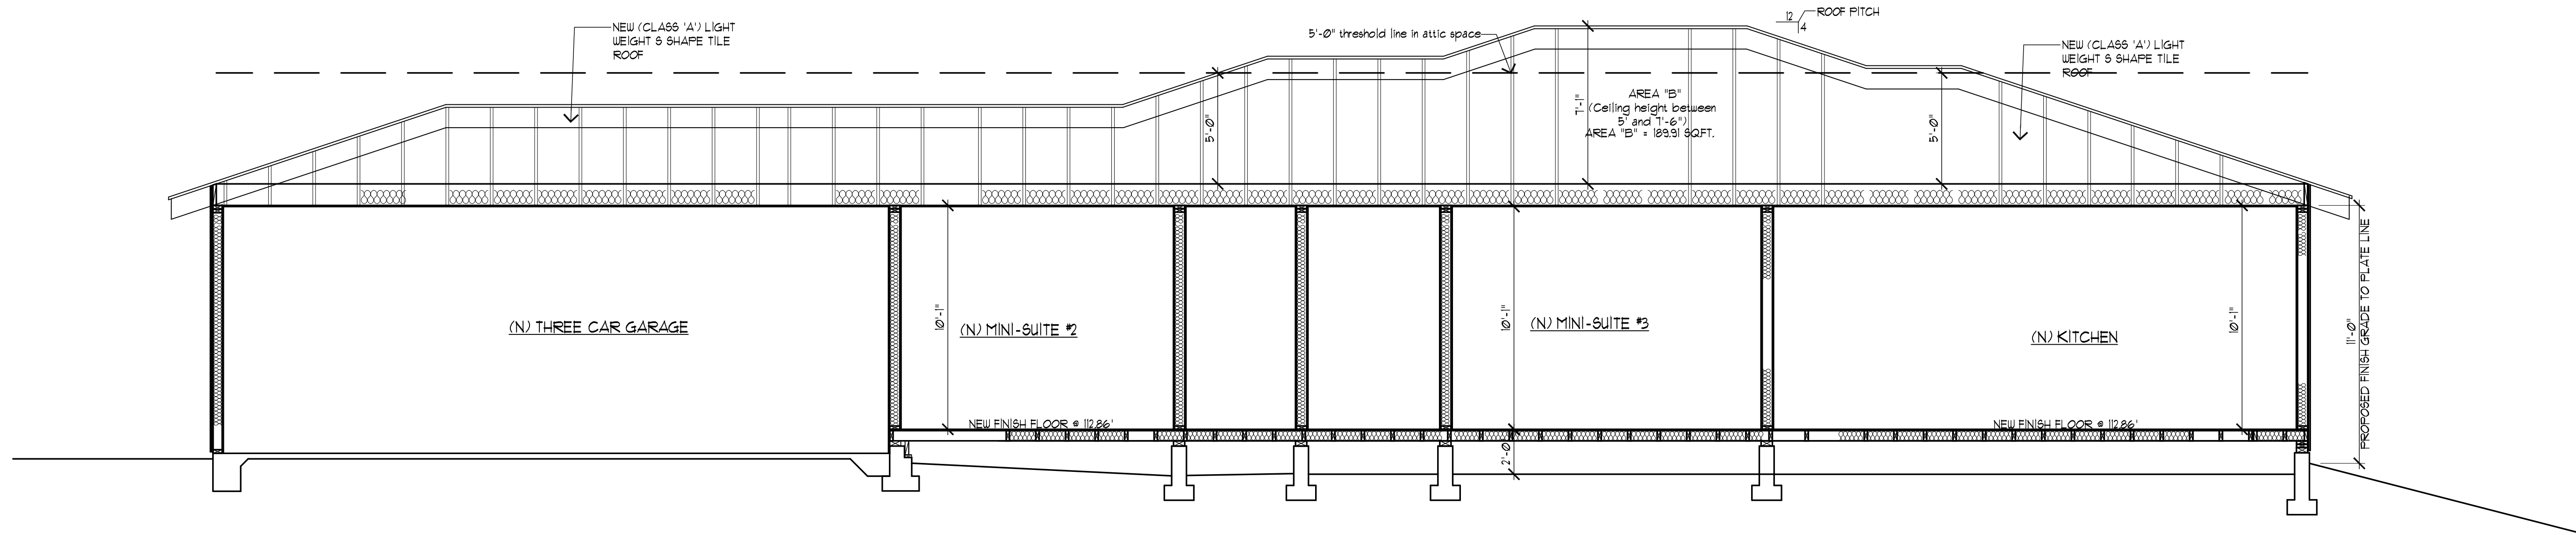 NEW (CLASS 'A') LIGHT
WEIGHT S SHAPE TILE
ROOF
5'-0" threshold line in attic space
12
4
ROOF PITCH
NEW (CLASS 'A') LIGHT
WEIGHT S SHAPE TILE
ROOF
5'-0"
7'-1"
AREA "B"
(Ceiling height between
5' and 7'-6")
AREA "B" = 189.91 SQ.FT.
5'-0"
(N) THREE CAR GARAGE
10'-1"
(N) MINI-SUITE #2
10'-1"
(N) MINI-SUITE #3
(N) KITCHEN
10'-1"
11'-0"
PROPOSED FINISH GRADE TO PLATE LINE
NEW FINISH FLOOR @ 112.86'
NEW FINISH FLOOR @ 112.86'
2'-0"